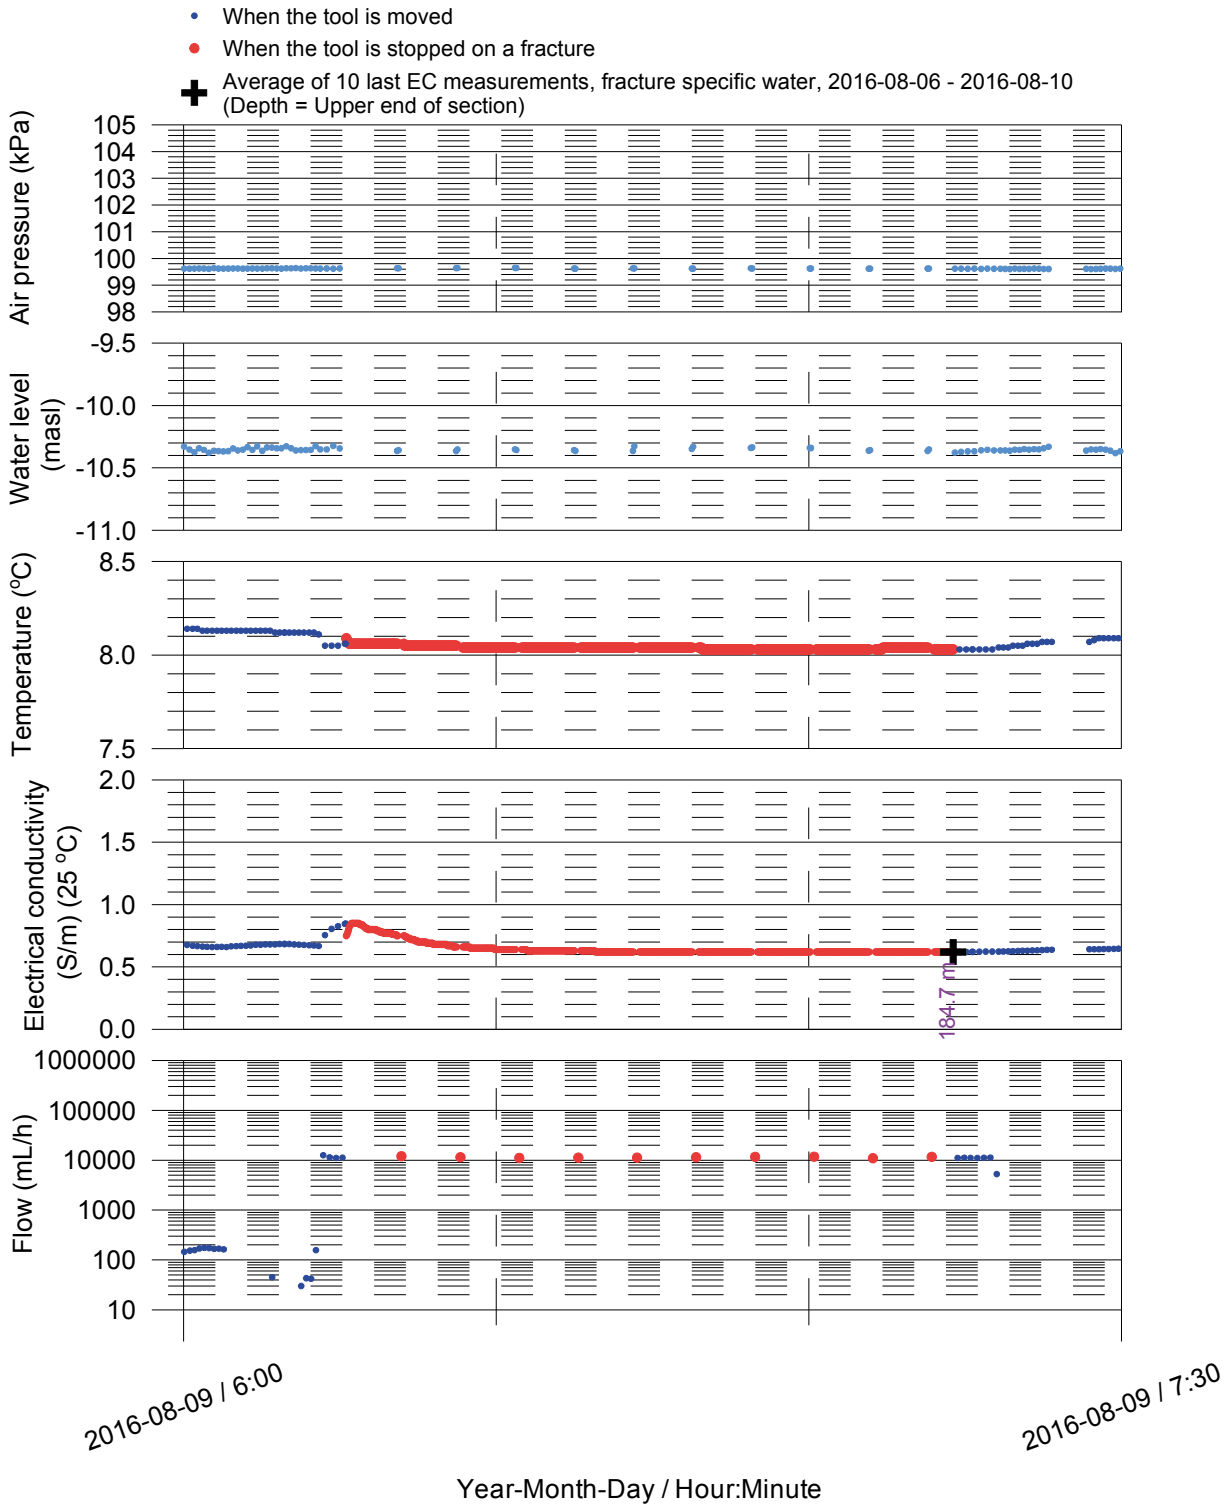 When the tool is moved
When the tool is stopped on a fracture
Average of 10 last EC measurements, fracture specific water, 2016-08-06 - 2016-08-10
(Depth = Upper end of section)
Air pressure (kPa)
105
104
103
102
101
100
99
98
Water level
(masl)
-9.5
-10.0
-10.5
-11.0
Temperature (°C)
8.5
8.0
7.5
Electrical conductivity
(S/m) (25 °C)
2.0
1.5
1.0
0.5
0.0
184.7 m
Flow (mL/h)
1000000
100000
10000
1000
100
10
2016-08-09 / 6:00
2016-08-09 / 7:30
Year-Month-Day / Hour:Minute